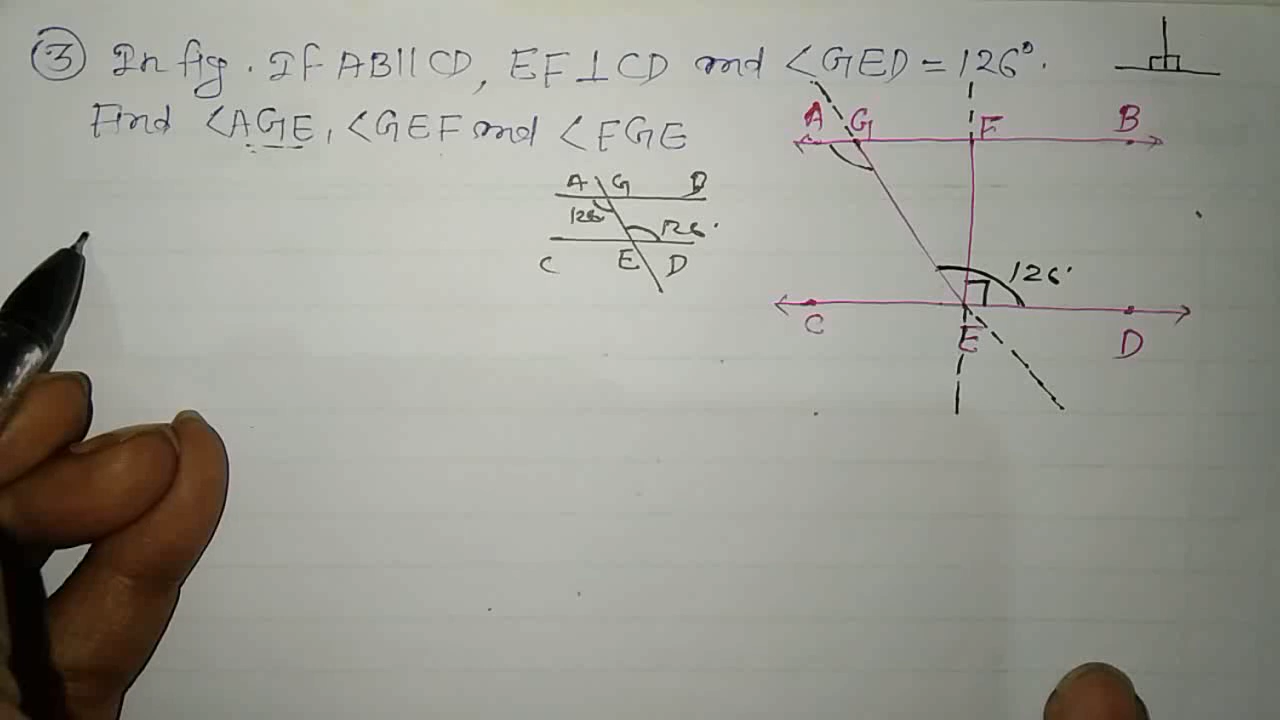 ③ In fig. If AB||CD, EF⊥CD and <GED = 126°.
Find <AGE, <GEF and <FGE
A G F B
A G B
126 126°
C E D
126°
C E D